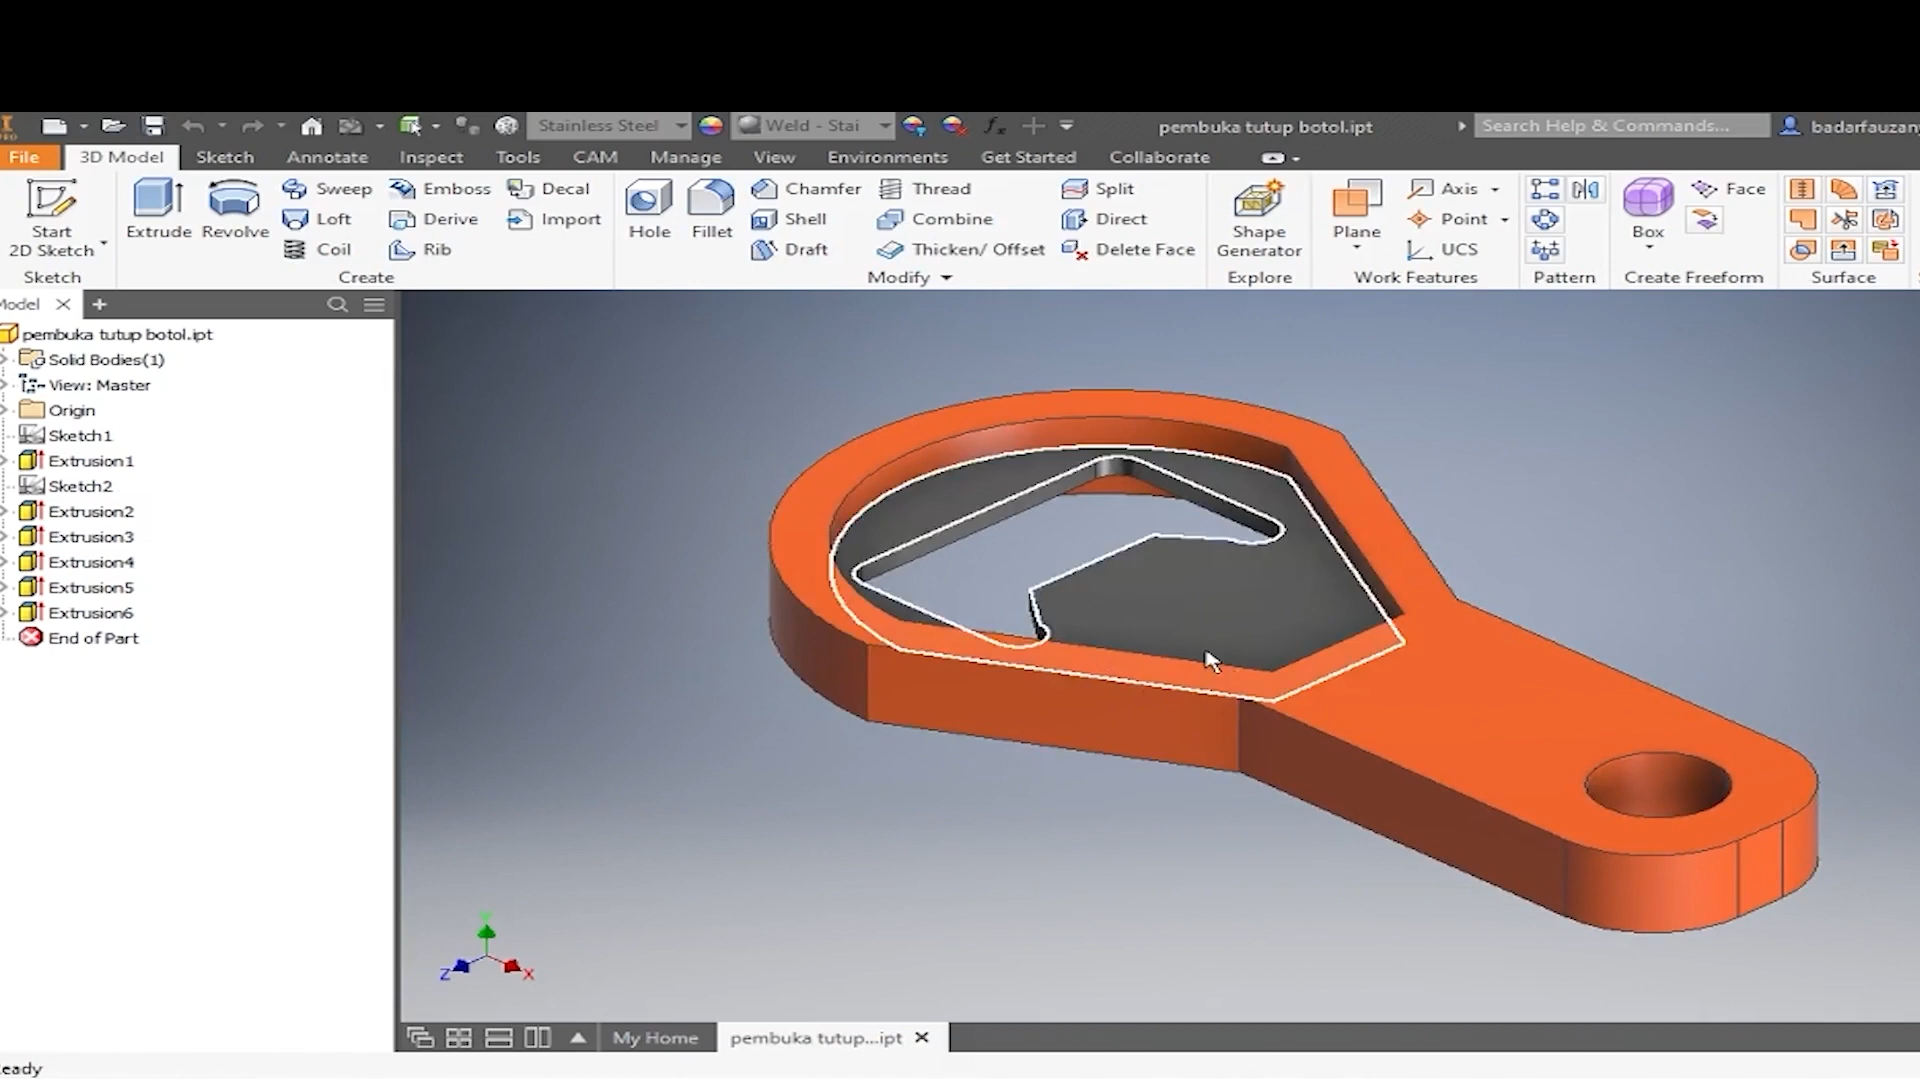 PRO
Stainless Steel
Weld - Stai
fx
pembuka tutup botol.ipt
Search Help & Commands...
badarfauzan
File
3D Model
Sketch
Annotate
Inspect
Tools
CAM
Manage
View
Environments
Get Started
Collaborate
Start
2D Sketch
Sketch
Extrude
Revolve
Sweep
Loft
Coil
Emboss
Derive
Rib
Decal
Import
Create
Hole
Fillet
Chamfer
Shell
Draft
Thread
Combine
Thicken/ Offset
Split
Direct
Delete Face
Modify
Shape
Generator
Explore
Plane
Axis
Point
UCS
Work Features
Pattern
Box
Face
Create Freeform
Surface
Model
pembuka tutup botol.ipt
Solid Bodies(1)
View: Master
Origin
Sketch1
Extrusion1
Sketch2
Extrusion2
Extrusion3
Extrusion4
Extrusion5
Extrusion6
End of Part
Y
Z
X
My Home
pembuka tutup...ipt
eady